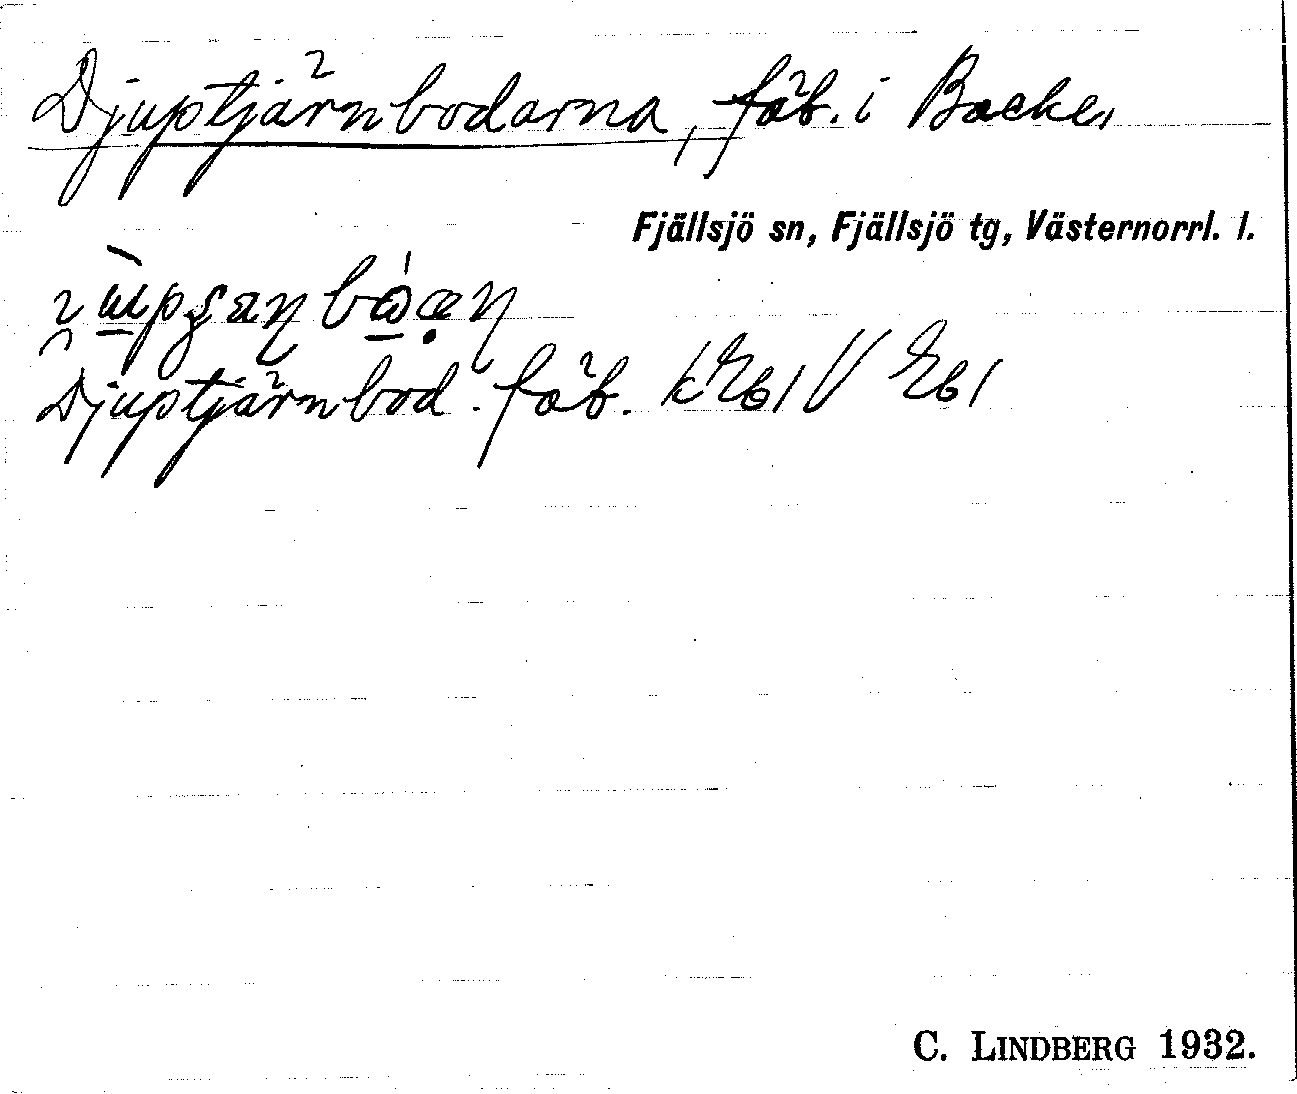 Djuptjärnbodarna, fäb. i Backe,
Fjällsjö sn, Fjällsjö tg, Västernorrl. l.
Djuptjärnbod. fäb.
C. LINDBERG 1932.